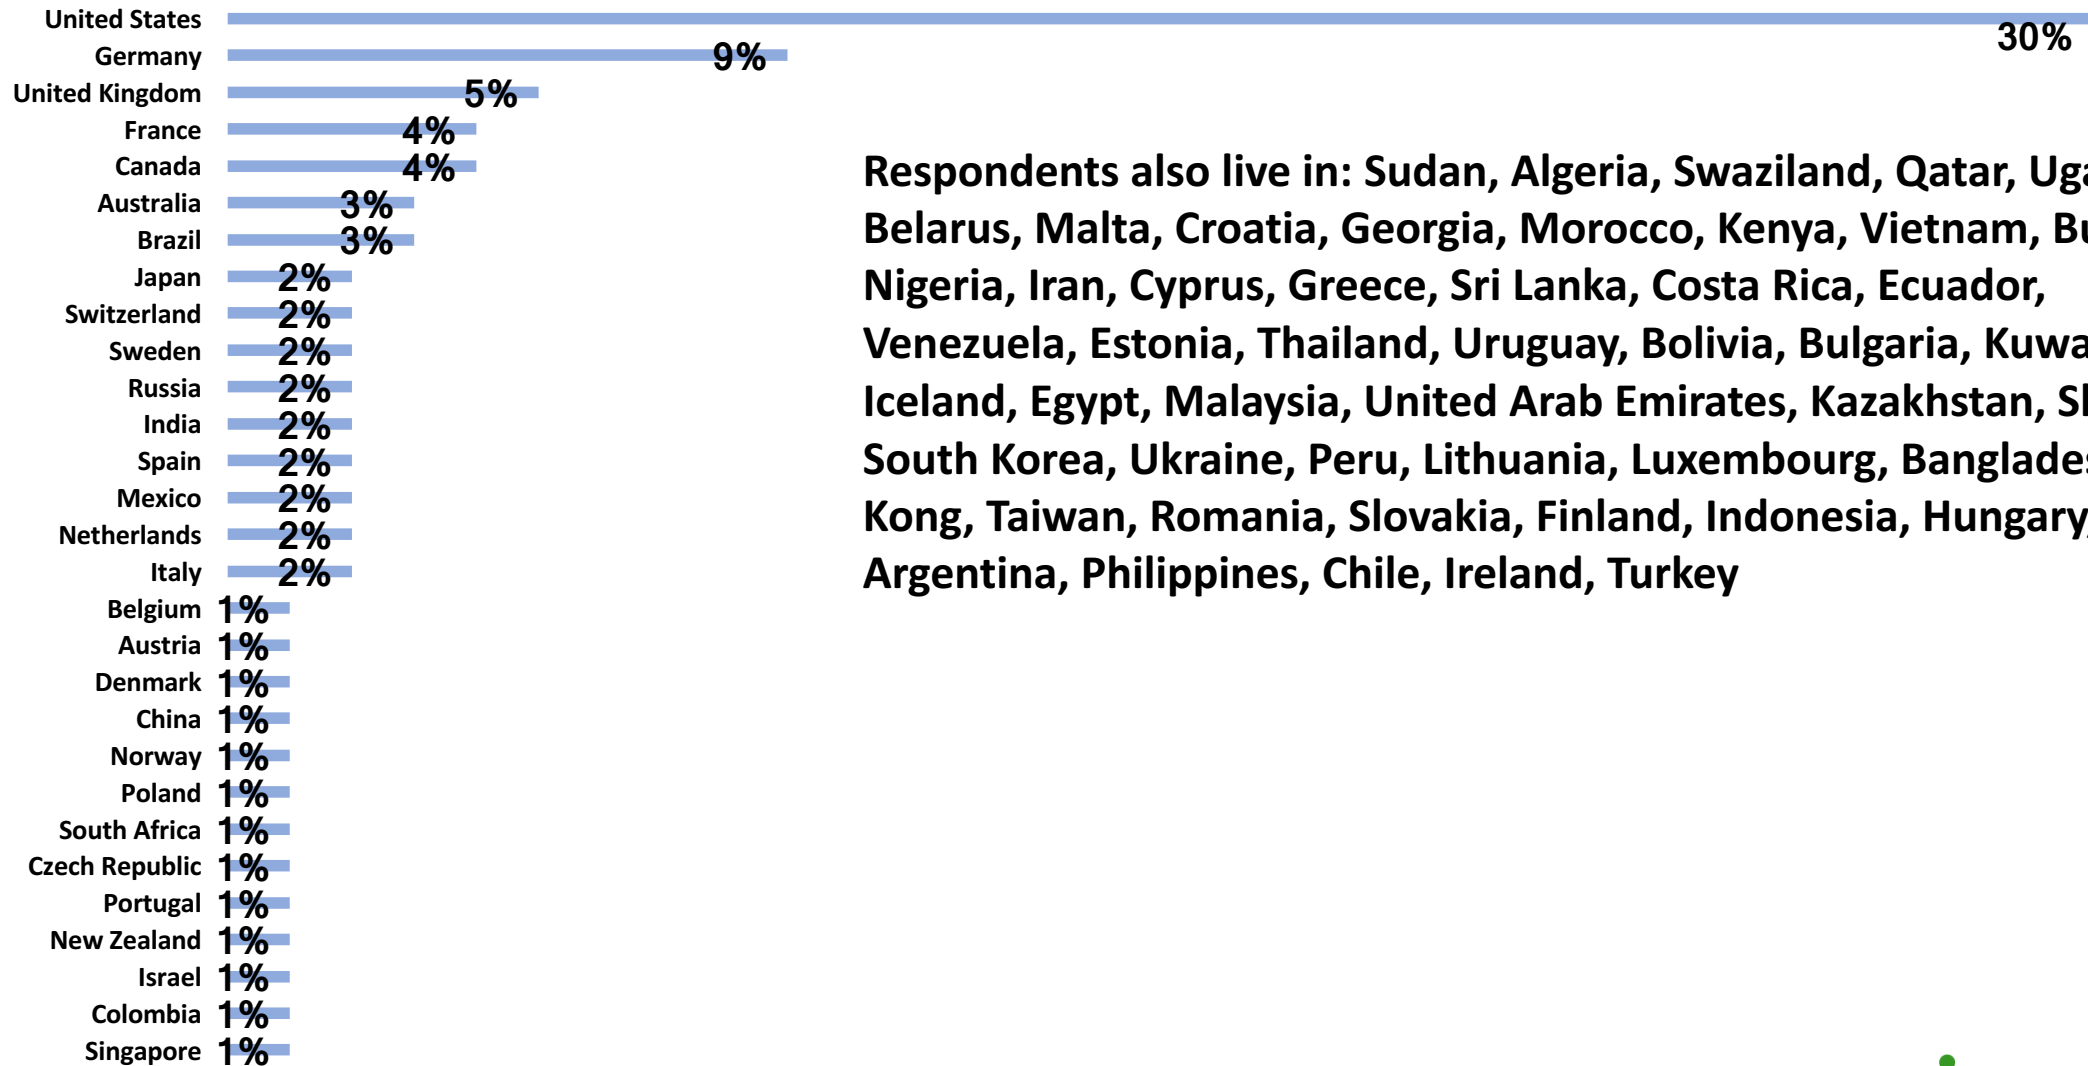 United States 30%
Germany 9%
United Kingdom 5%
France 4%
Canada 4%
Australia 3%
Brazil 3%
Japan 2%
Switzerland 2%
Sweden 2%
Russia 2%
India 2%
Spain 2%
Mexico 2%
Netherlands 2%
Italy 2%
Belgium 1%
Austria 1%
Denmark 1%
China 1%
Norway 1%
Poland 1%
South Africa 1%
Czech Republic 1%
Portugal 1%
New Zealand 1%
Israel 1%
Colombia 1%
Singapore 1%
Respondents also live in: Sudan, Algeria, Swaziland, Qatar,
Belarus, Malta, Croatia, Georgia, Morocco, Kenya, Vietnam,
Nigeria, Iran, Cyprus, Greece, Sri Lanka, Costa Rica, Ecuador,
Venezuela, Estonia, Thailand, Uruguay, Bolivia, Bulgaria,
Iceland, Egypt, Malaysia, United Arab Emirates, Kazakhstan,
South Korea, Ukraine, Peru, Lithuania, Luxembourg,
Kong, Taiwan, Romania, Slovakia, Finland, Indonesia, Hungary,
Argentina, Philippines, Chile, Ireland, Turkey